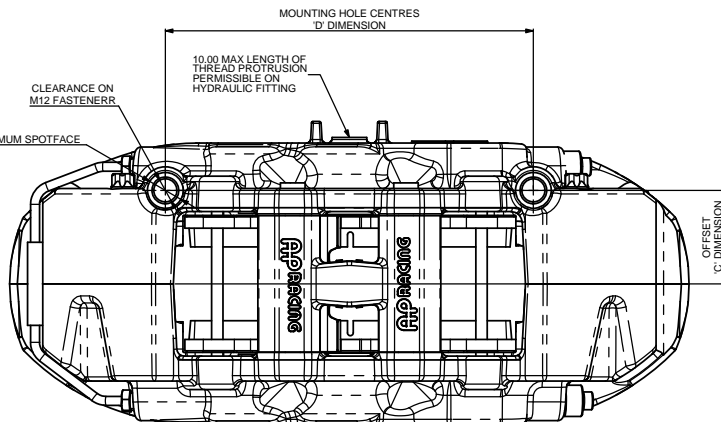 MOUNTING HOLE CENTRES
'D' DIMENSION
10.00 MAX LENGTH OF
THREAD PROTRUSION
PERMISSIBLE ON
HYDRAULIC FITTING
CLEARANCE ON
M12 FASTENERR
MUM SPOTFACE
OFFSET
'C' DIMENSION
AP RACING
AP RACING